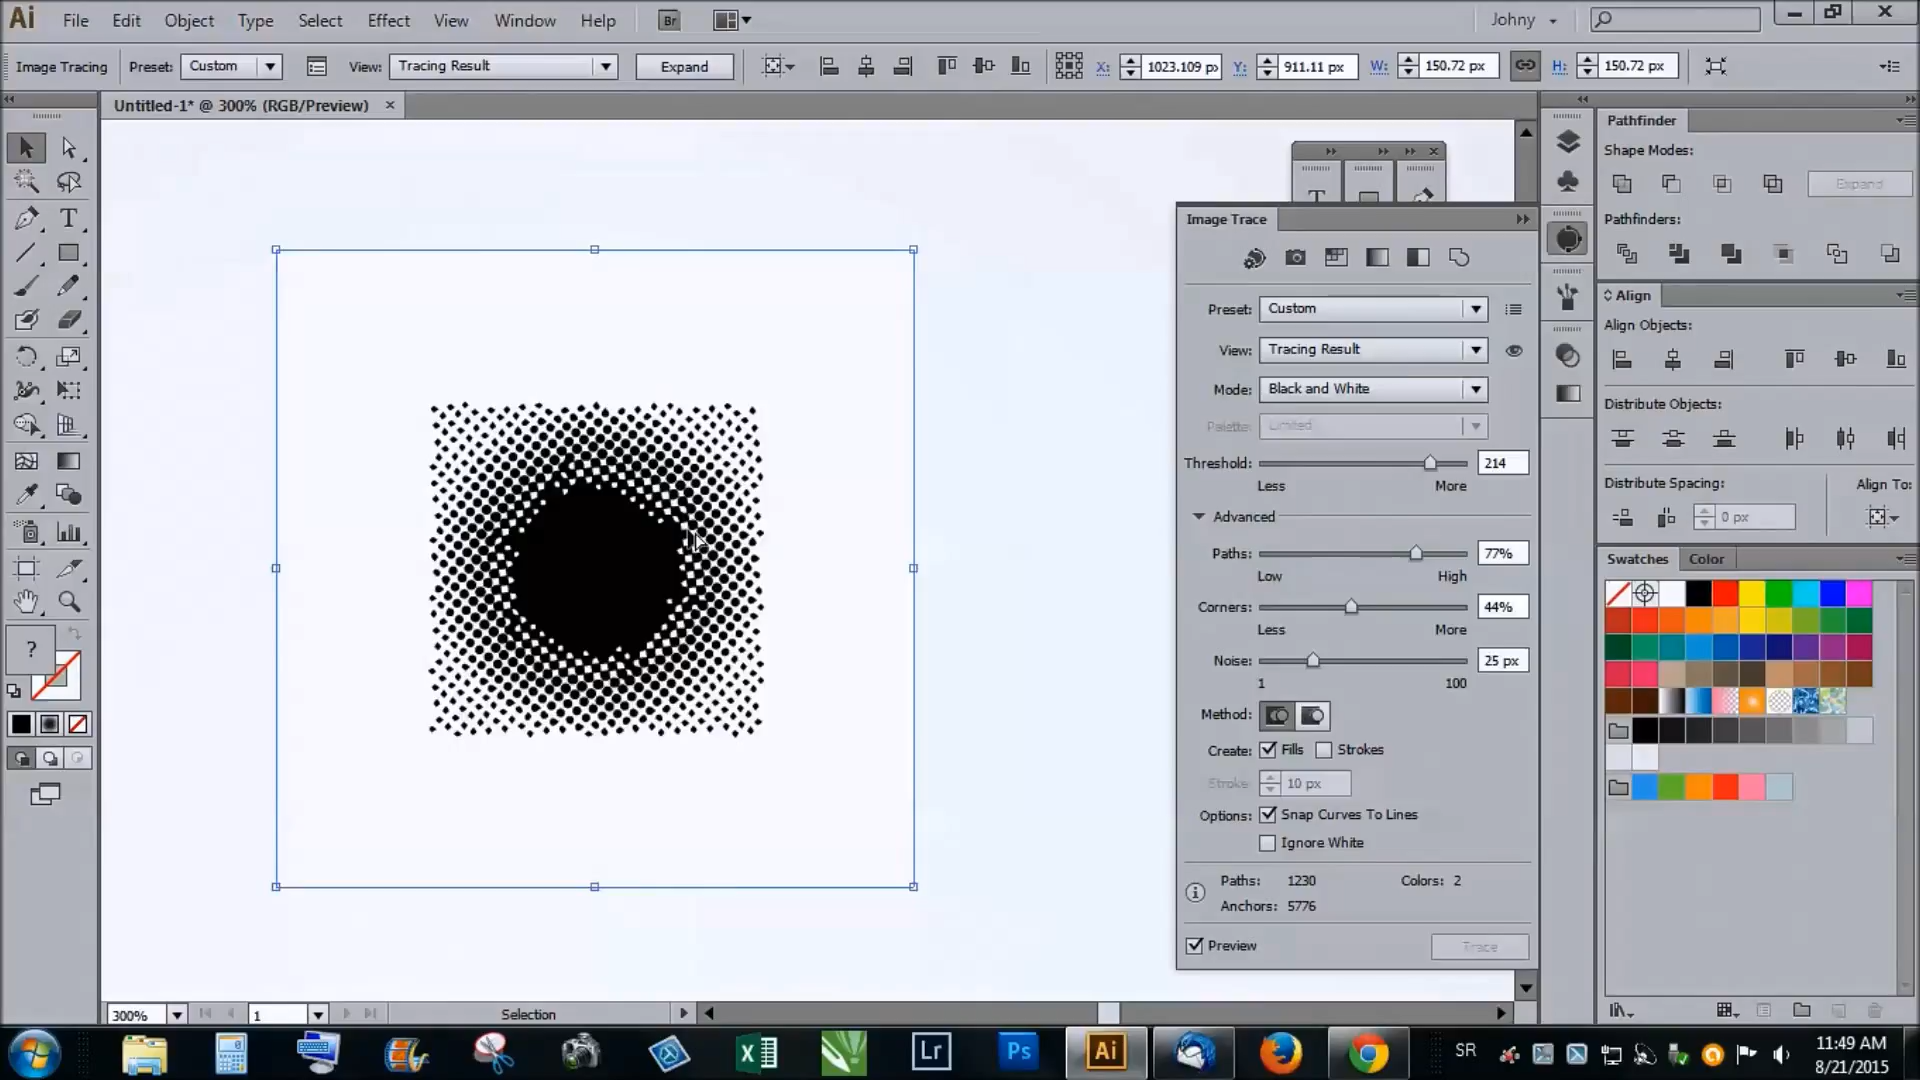 Ai File Edit Object Type Select Effect View Window Help Br Johny
Image Tracing Preset: Custom View: Tracing Result Expand X: 1023.109 px Y: 911.11 px W: 150.72 px H: 150.72 px
Untitled-1* @ 300% (RGB/Preview)
Pathfinder
Shape Modes:
Expand
Pathfinders:
Align
Align Objects:
Distribute Objects:
Distribute Spacing: Align To:
0 px
Swatches Color
Image Trace
Preset: Custom
View: Tracing Result
Mode: Black and White
Palette: Limited
Threshold: 214
Less More
Advanced
Paths: 77%
Low High
Corners: 44%
Less More
Noise: 25 px
1 100
Method:
Create: Fills Strokes
Stroke: 10 px
Options: Snap Curves To Lines
Ignore White
Paths: 1230 Colors: 2
Anchors: 5776
Preview Trace
?
300% 1 Selection
Lr Ps Ai SR 11:49 AM
8/21/2015